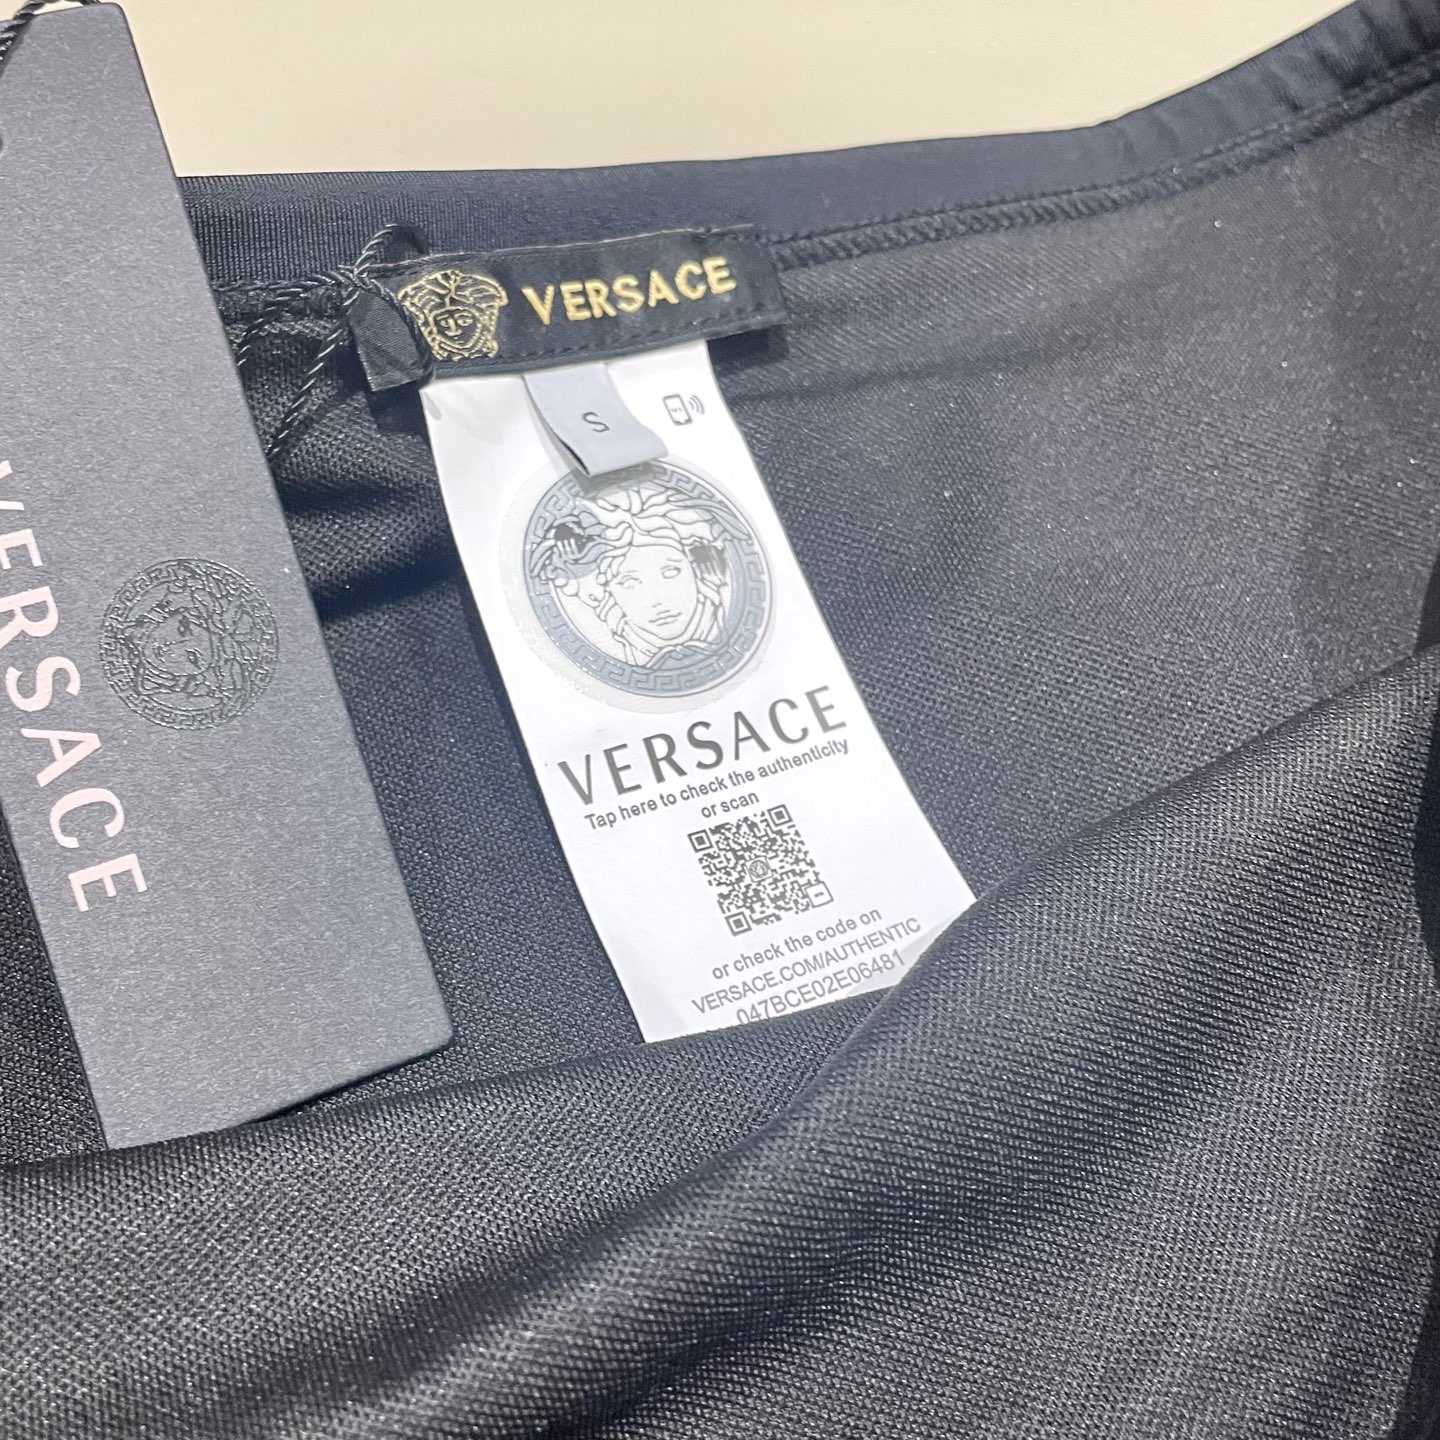 VERSACE
VERSACE
S
VERSACE
Tap here to check the authenticity
or scan
or check the code on
VERSACE.COM/AUTHENTIC
047BCE02E06481